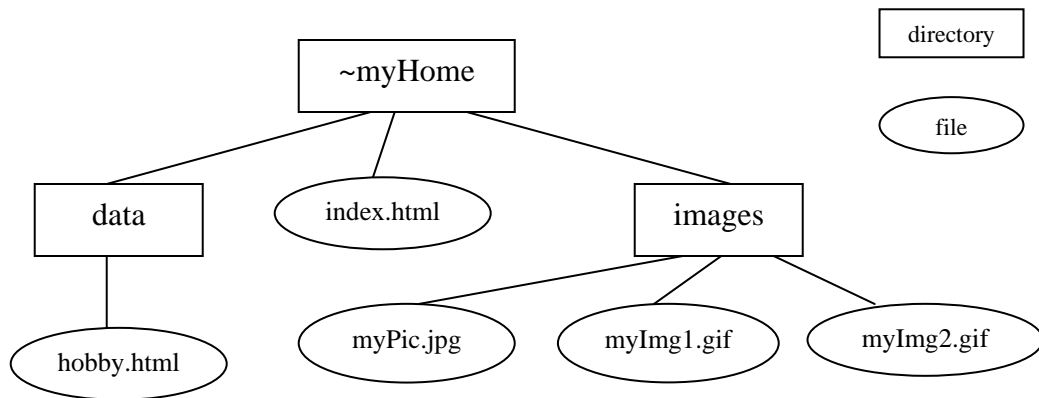 directory
~myHome
file
data
index.html
images
hobby.html
myPic.jpg
myImg1.gif
myImg2.gif